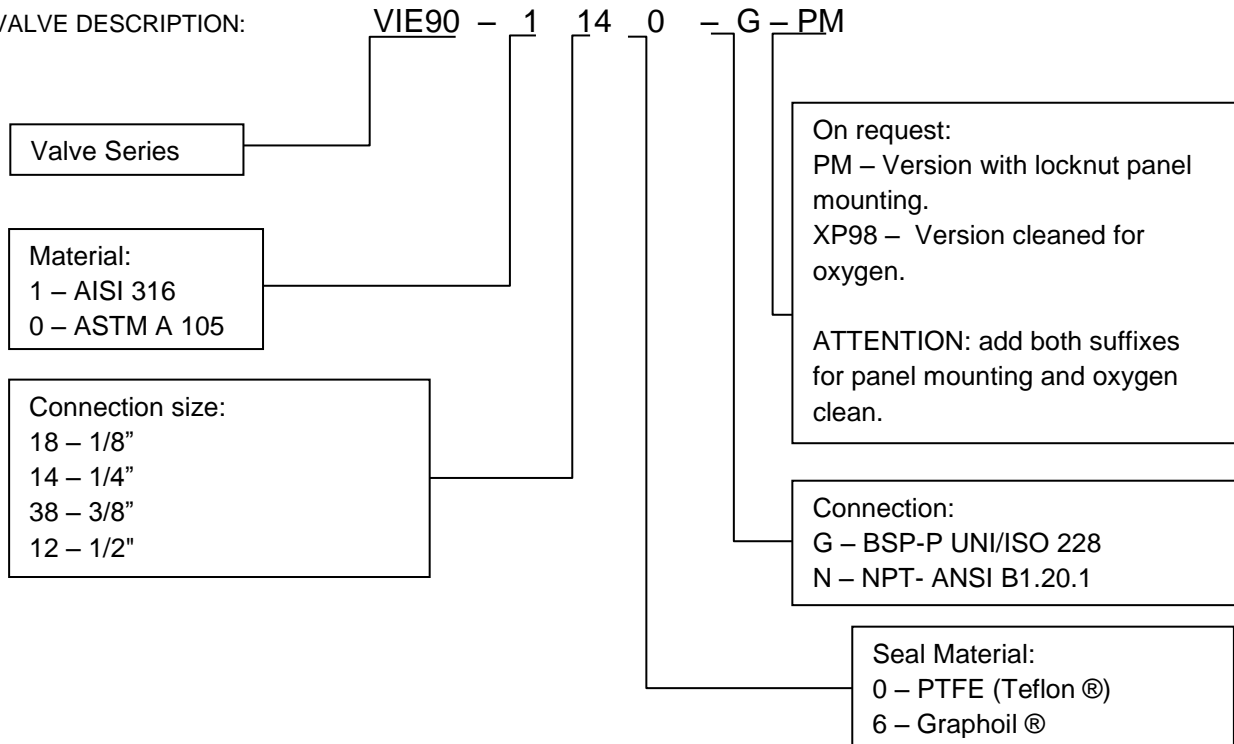 VALVE DESCRIPTION:
VIE90 – 1 14 0 – G – PM
Valve Series
Material:
1 – AISI 316
0 – ASTM A 105
Connection size:
18 – 1/8”
14 – 1/4”
38 – 3/8”
12 – 1/2"
On request:
PM – Version with locknut panel
mounting.
XP98 – Version cleaned for
oxygen.
ATTENTION: add both suffixes
for panel mounting and oxygen
clean.
Connection:
G – BSP-P UNI/ISO 228
N – NPT- ANSI B1.20.1
Seal Material:
0 – PTFE (Teflon ®)
6 – Graphoil ®